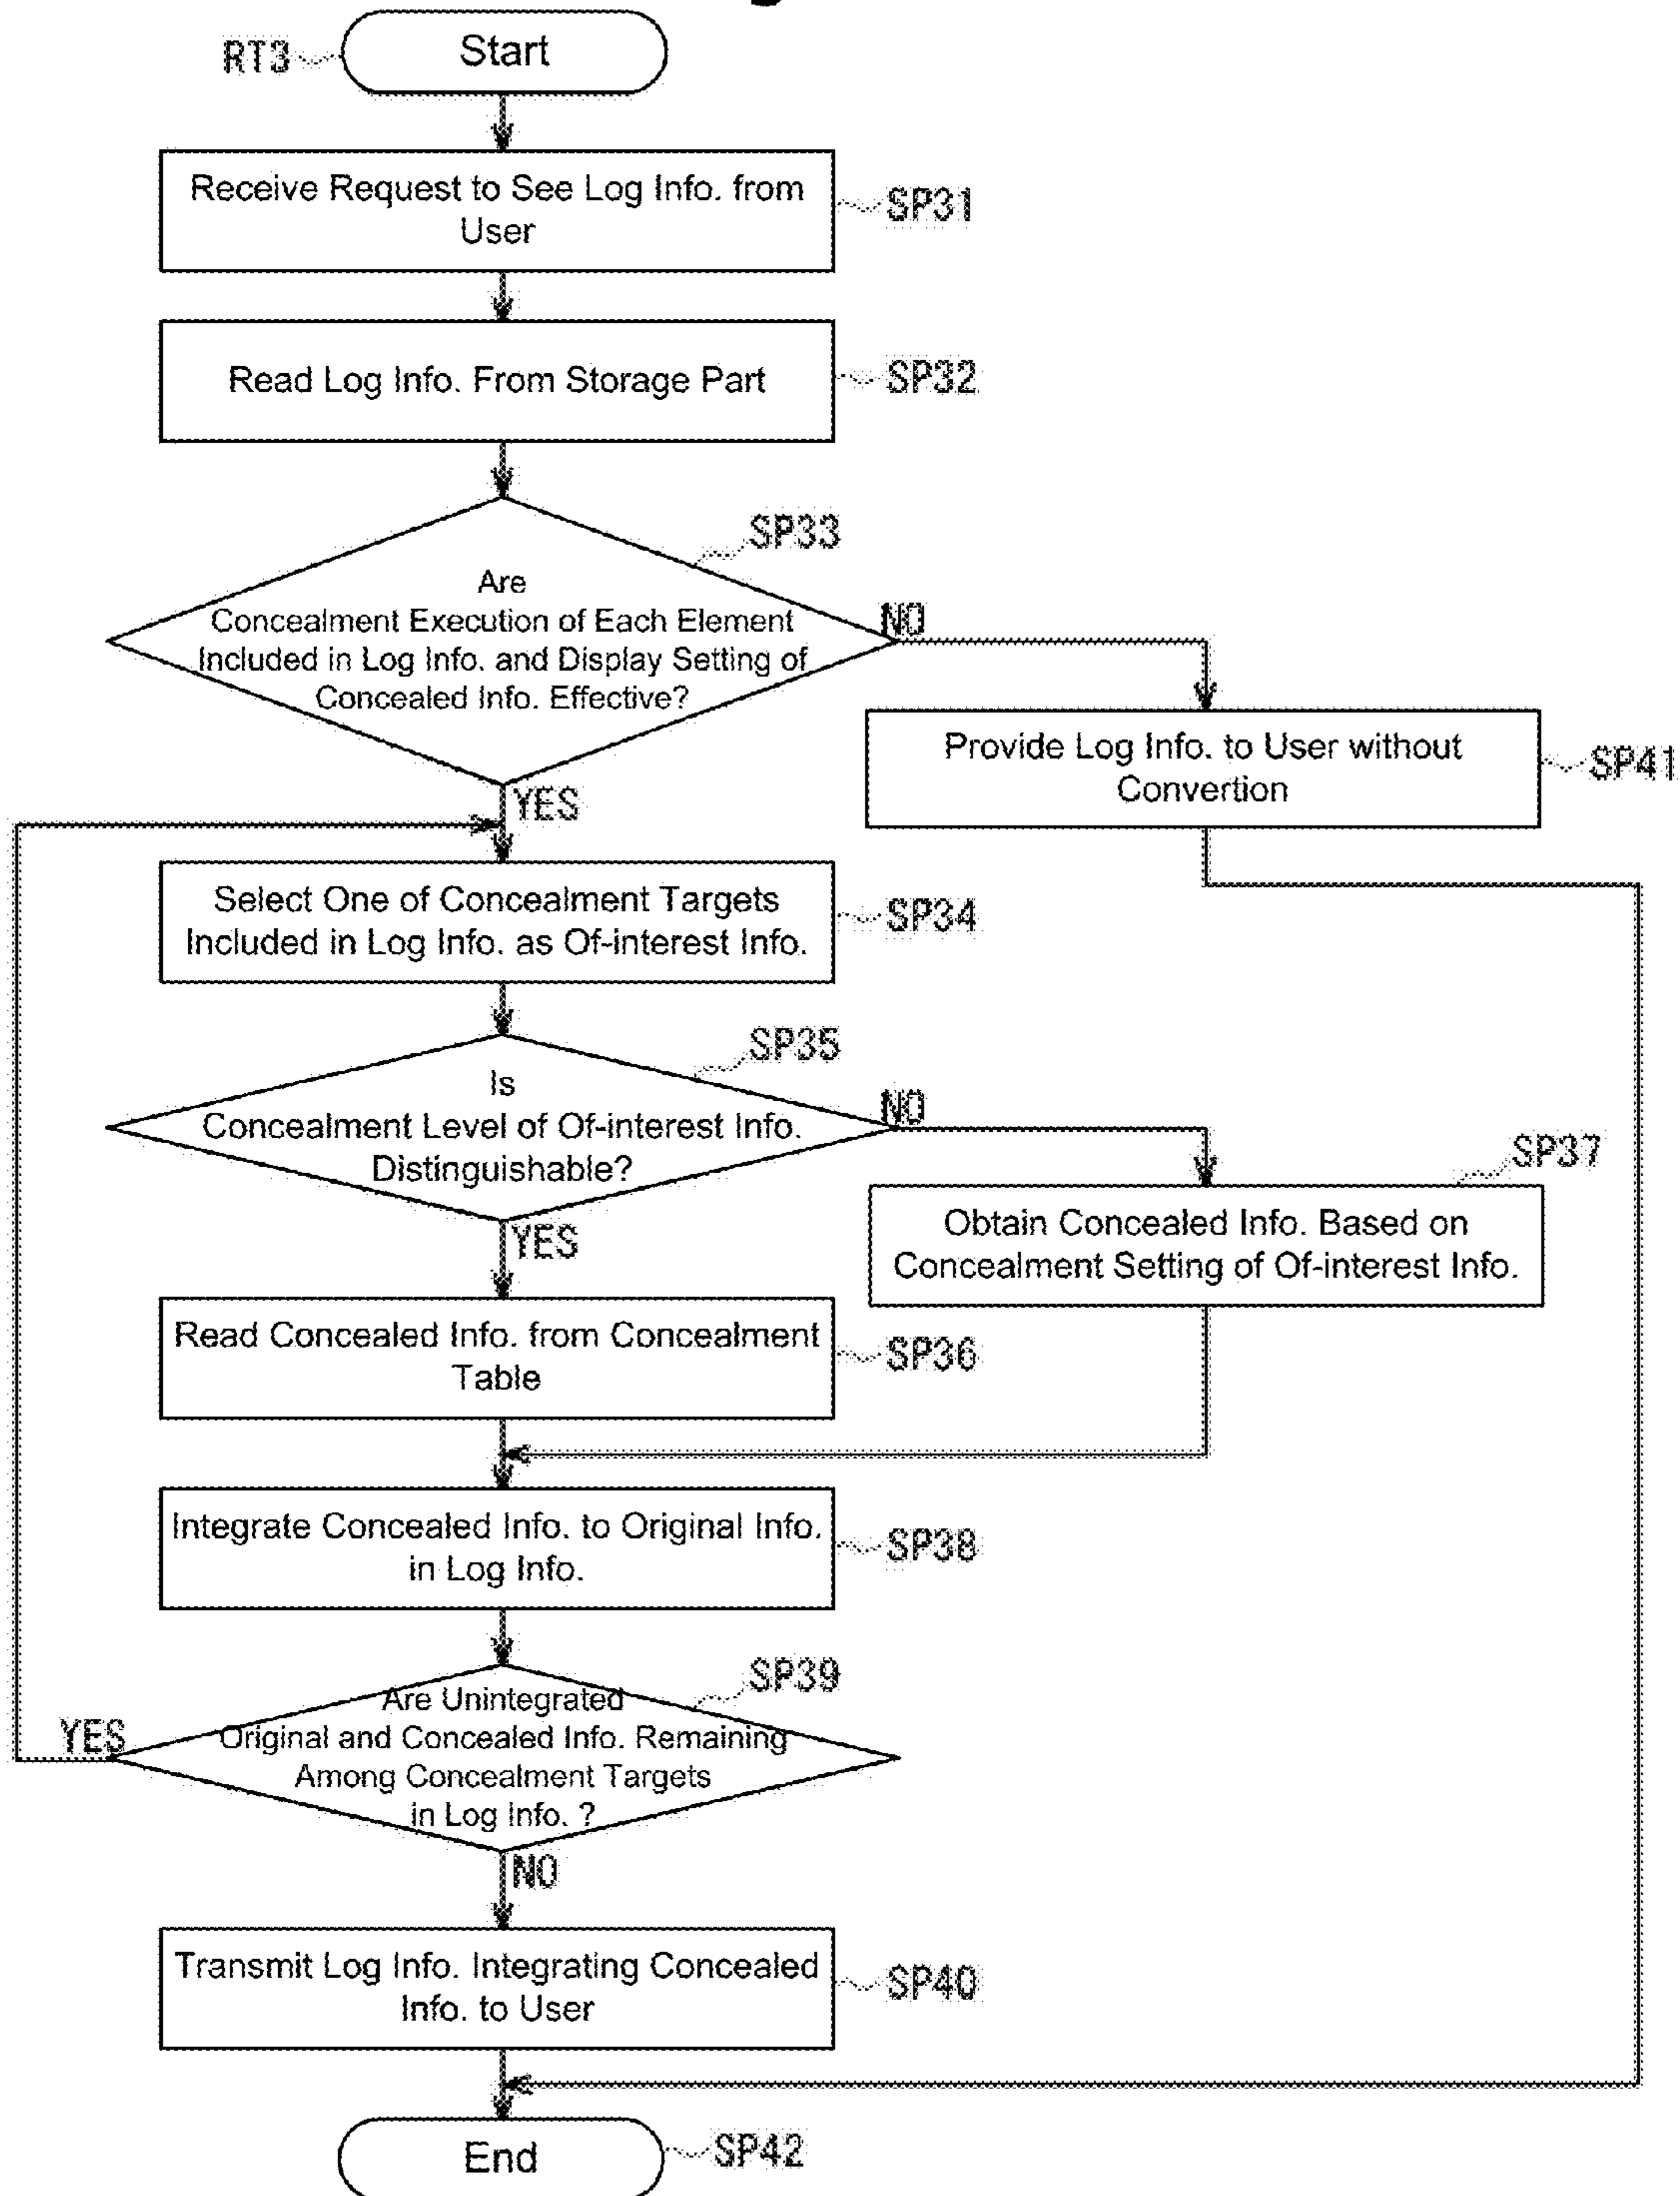 RT3
Start
Receive Request to See Log Info. from
User
SP31
Read Log Info. From Storage Part
SP32
SP33
Are
Concealment Execution of Each Element
Included in Log Info. and Display Setting of
Concealed Info. Effective?
NO
YES
Provide Log Info. to User without
Convertion
SP41
Select One of Concealment Targets
Included in Log Info. as Of-interest Info.
SP34
SP35
Is
Concealment Level of Of-interest Info.
Distinguishable?
NO
YES
SP37
Obtain Concealed Info. Based on
Concealment Setting of Of-interest Info.
Read Concealed Info. from Concealment
Table
SP36
Integrate Concealed Info. to Original Info.
in Log Info.
SP38
SP39
Are Unintegrated
Original and Concealed Info. Remaining
Among Concealment Targets
in Log Info. ?
YES
NO
Transmit Log Info. Integrating Concealed
Info. to User
SP40
End
SP42